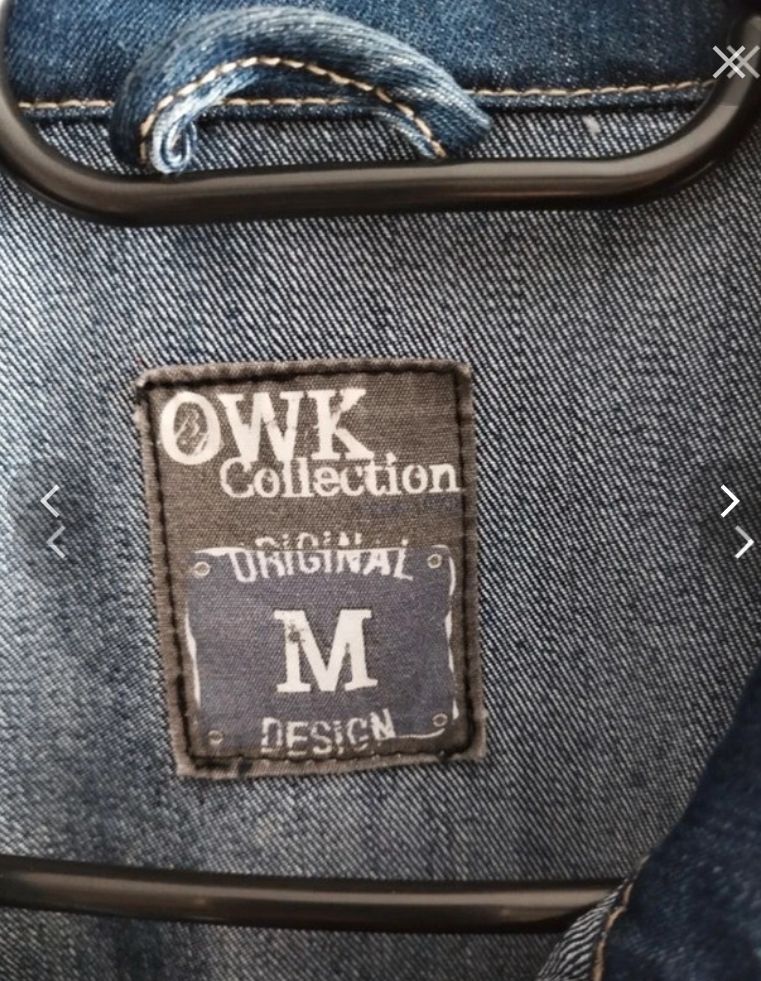 OWK
Collection
ORIGINAL
M
DESIGN